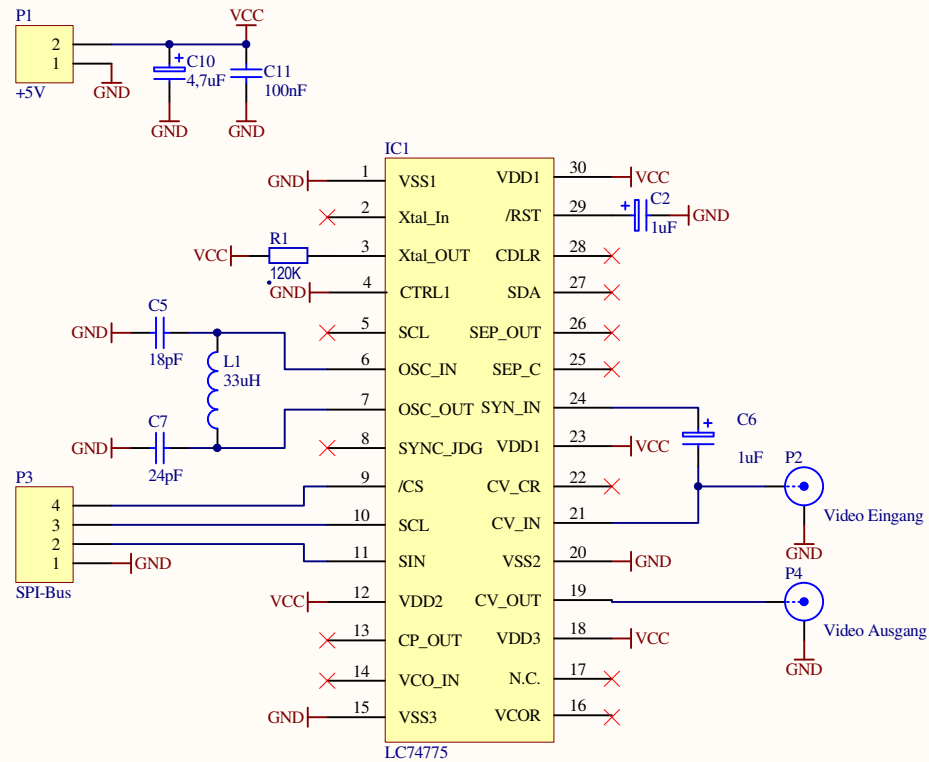 P1
VCC
2
1
+5V
GND
+
C10
4,7uF
GND
C11
100nF
GND
IC1
GND
1
VSS1
2
Xtal_In
VCC
R1
120K
3
Xtal_OUT
GND
4
CTRL1
5
SCL
GND
C5
18pF
6
OSC_IN
L1
33uH
7
OSC_OUT
GND
C7
24pF
8
SYNC_JDG
P3
4
3
2
1
GND
SPI-Bus
9
/CS
10
SCL
11
SIN
VCC
12
VDD2
13
CP_OUT
14
VCO_IN
GND
15
VSS3
VDD1
30
VCC
/RST
29
+
C2
1uF
GND
CDLR
28
SDA
27
SEP_OUT
26
SEP_C
25
SYN_IN
24
+
C6
1uF
VDD1
23
VCC
CV_CR
22
P2
Video Eingang
GND
CV_IN
21
VSS2
20
GND
CV_OUT
19
P4
Video Ausgang
GND
VDD3
18
VCC
N.C.
17
VCOR
16
LC74775